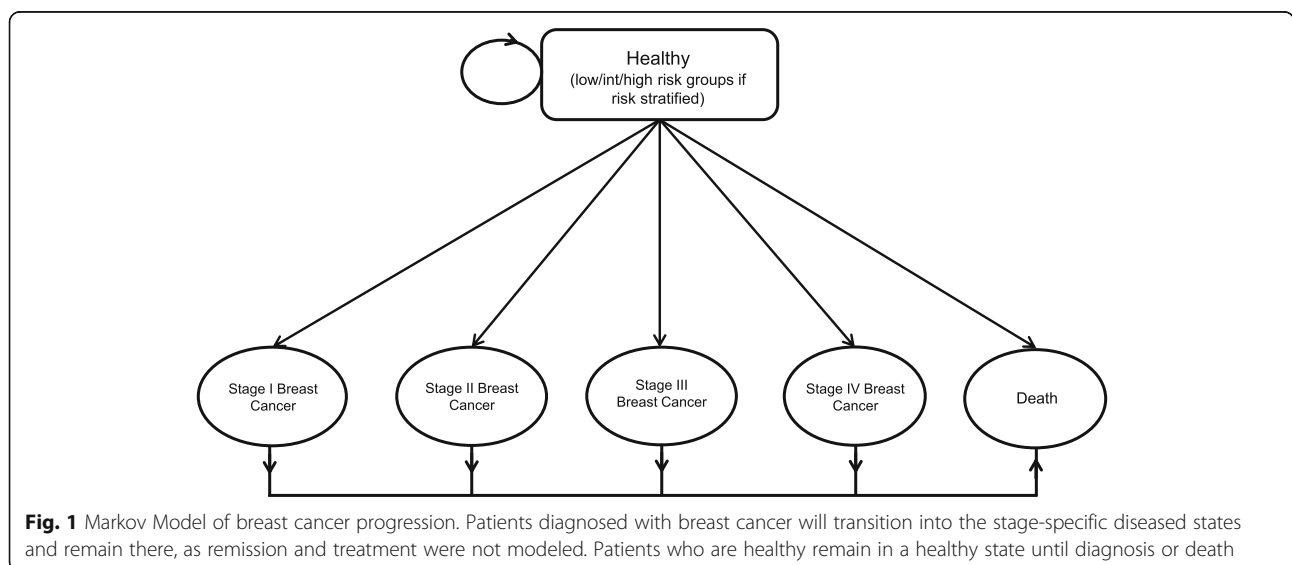 Healthy
(low/int/high risk groups if
risk stratified)
Stage I Breast
Cancer
Stage II Breast
Cancer
Stage III
Breast Cancer
Stage IV Breast
Cancer
Death
Fig. 1 Markov Model of breast cancer progression. Patients diagnosed with breast cancer will transition into the stage-specific diseased states
and remain there, as remission and treatment were not modeled. Patients who are healthy remain in a healthy state until diagnosis or death